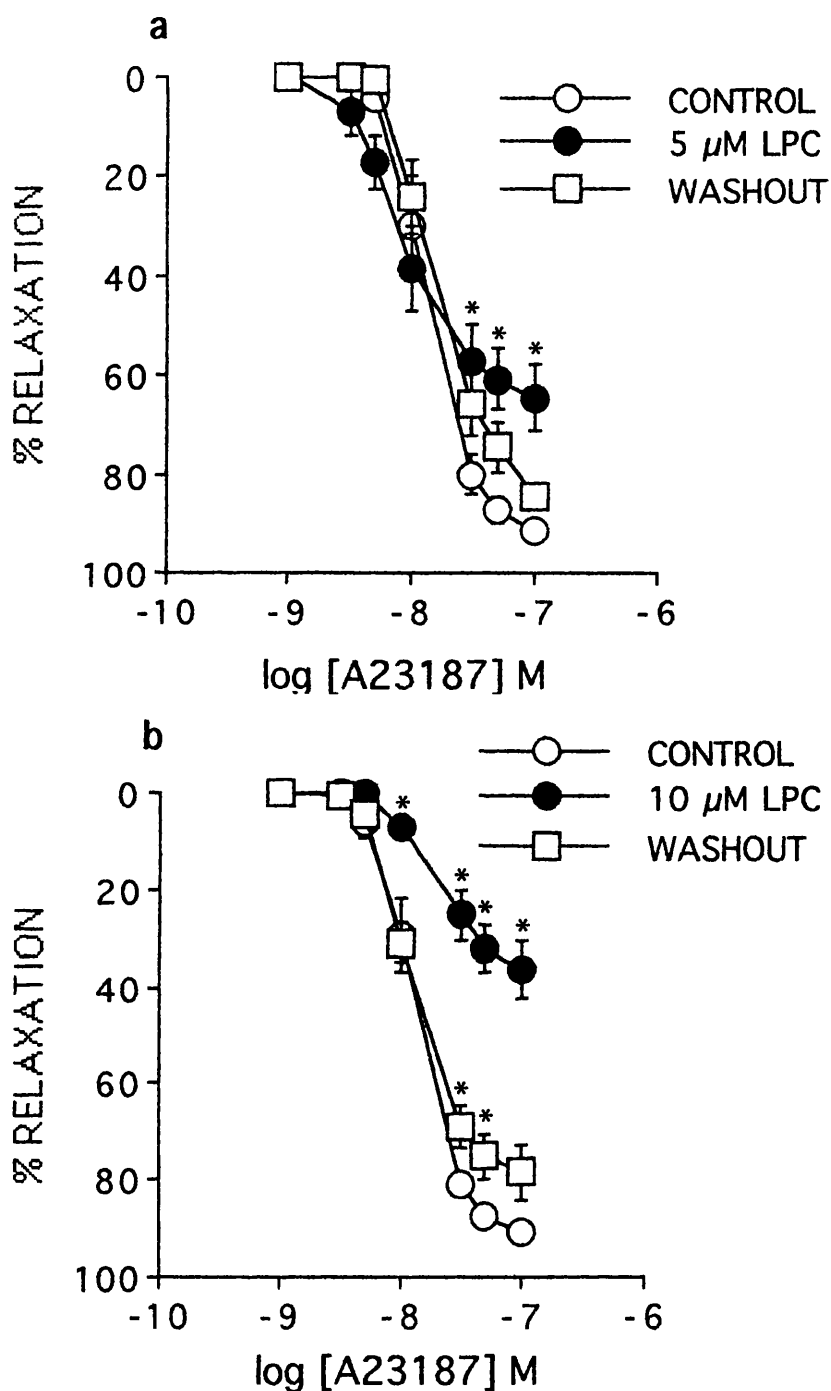 a
CONTROL
5 µM LPC
WASHOUT
0
20
40
60
80
100
% RELAXATION
* * *
-10 -9 -8 -7 -6
log [A23187] M
b
CONTROL
10 µM LPC
WASHOUT
0
20
40
60
80
100
% RELAXATION
* * * *
* *
-10 -9 -8 -7 -6
log [A23187] M